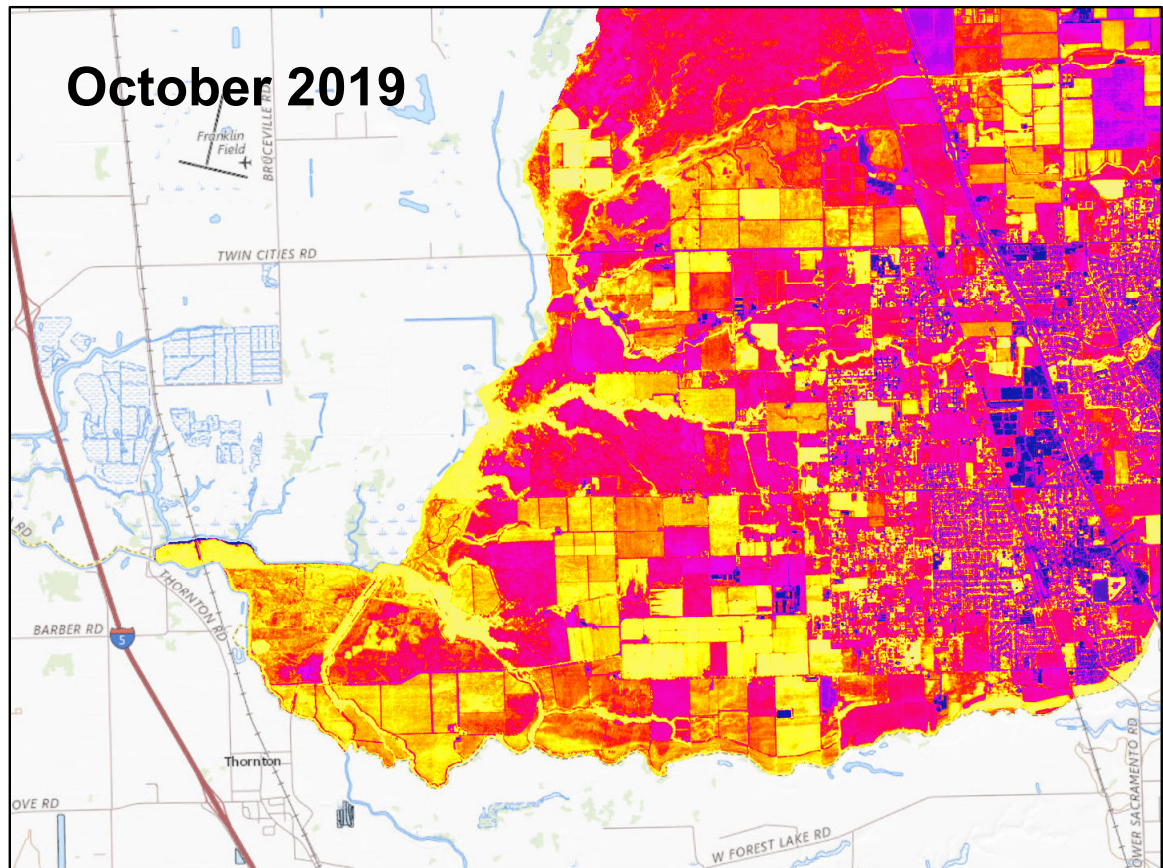 October 2019
Franklin
Field
BRUCEVILLE RD
TWIN CITIES RD
RD
THORNTON RD
BARBER RD
5
Thornton
OVE RD
W FOREST LAKE RD
OWER SACRAMENTO RD